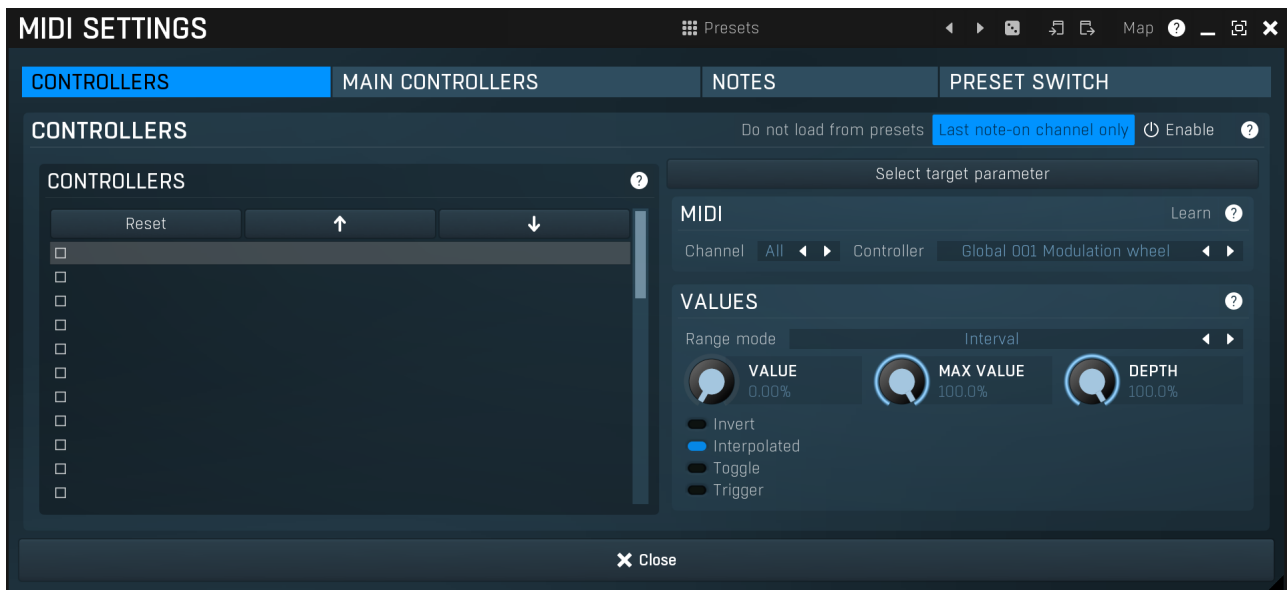 MIDI SETTINGS Presets Map ?
CONTROLLERS MAIN CONTROLLERS NOTES PRESET SWITCH
CONTROLLERS Do not load from presets Last note-on channel only Enable ?
CONTROLLERS ?
Reset
Select target parameter
MIDI Learn ?
Channel All Controller Global 001 Modulation wheel
VALUES ?
Range mode Interval
VALUE MAX VALUE DEPTH
0.00% 100.0% 100.0%
Invert
Interpolated
Toggle
Trigger
Close